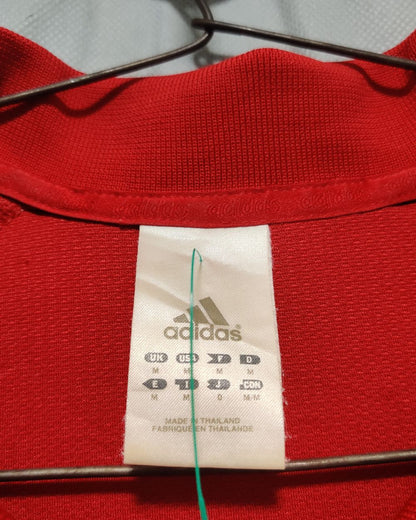 adidas®
UK USA F D
M M M M
E I J .CON
M M O M-M
MADE IN THAILAND
FABRIQUE EN THAILANDE